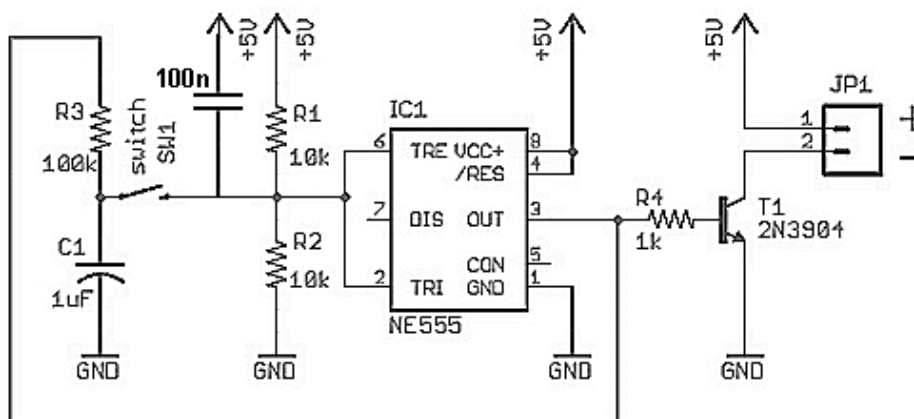 +5V
+5V
+5V
+5V
100n
R3
100k
switch
SW1
R1
10k
R2
10k
C1
1uF
IC1
6
TRE
VCC+
8
/RES
4
7
DIS
OUT
3
CON
5
2
TRI
GND
1
NE555
R4
1k
T1
2N3904
JP1
1
2
+
-
GND
GND
GND
GND